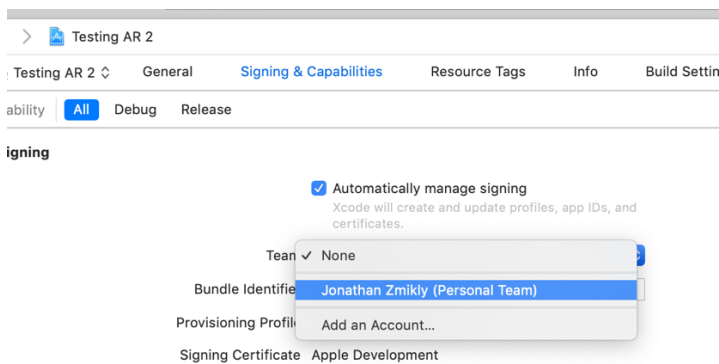 Testing AR 2
Testing AR 2 General Signing & Capabilities Resource Tags Info Build Settin
ability All Debug Release
igning
Automatically manage signing
Xcode will create and update profiles, app IDs, and
certificates.
Team ✓ None
Bundle Identifie Jonathan Zmikly (Personal Team)
Provisioning Profil Add an Account...
Signing Certificate Apple Development